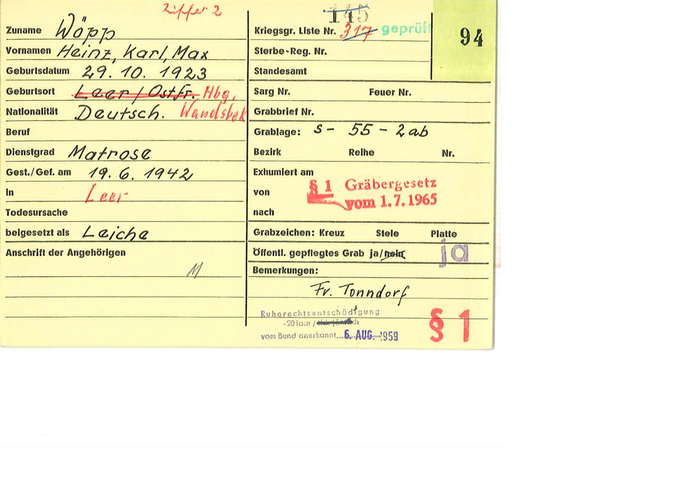 Ziffer 2
Zuname Wöpp
Vornamen Heinz, Karl, Max
Geburtsdatum 29. 10. 1923
Geburtsort Leer / Ostfr. Hbg.
Nationalität Deutsch. Wandsbek
Beruf
Dienstgrad Matrose
Gest./Gef. am 19. 6. 1942
in Leer
Todesursache
beigesetzt als Leiche
Anschrift der Angehörigen
M
145
Kriegsgr. Liste Nr. 317 geprüft
94
Sterbe-Reg. Nr.
Standesamt
Sarg Nr. Feuer Nr.
Grabbrief Nr.
Grablage: S - 55 - 2ab
Bezirk Reihe Nr.
Exhumiert am
von
nach
§ 1 Gräbergesetz
vom 1.7.1965
Grabzeichen: Kreuz Stele Platte
Öffentl. gepflegtes Grab ja/nein ja
Bemerkungen:
Fv. Tonndorf
Ruherechtsentschädigung
-20
vom Bund anerkannt 6. AUG. 1959
§ 1